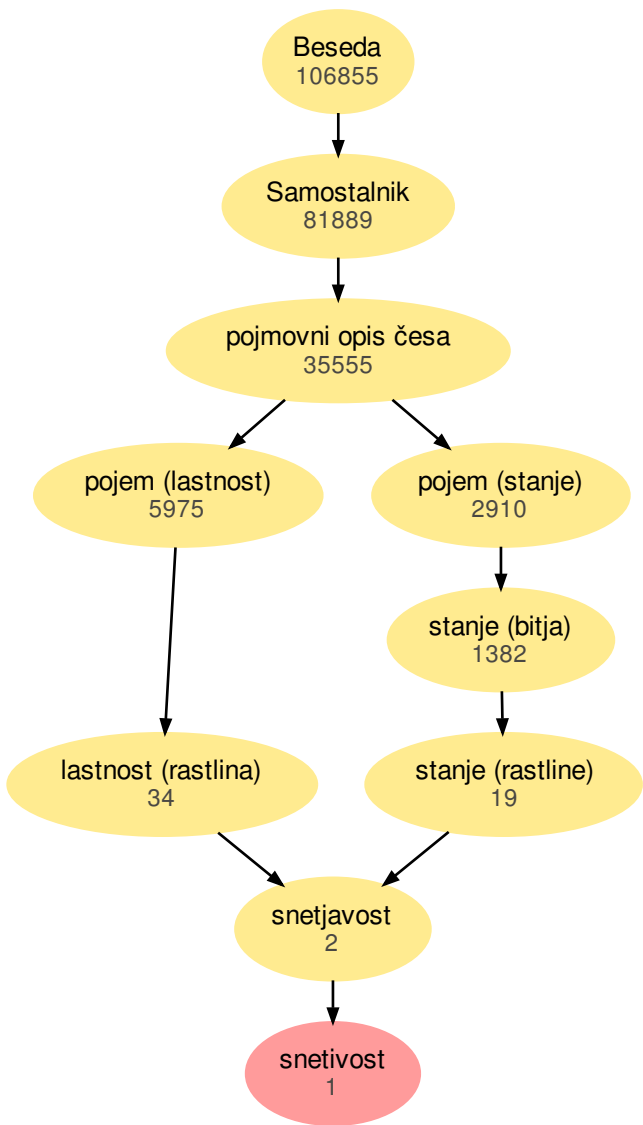 Beseda
106855
Samostalnik
81889
pojmovni opis česa
35555
pojem (lastnost)
5975
pojem (stanje)
2910
stanje (bitja)
1382
lastnost (rastlina)
34
stanje (rastline)
19
snetjavost
2
snetivost
1